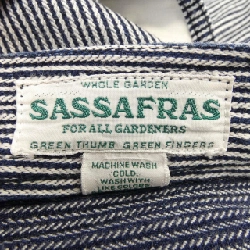 WHOLE GARDEN
SASSAFRAS
FOR ALL GARDENERS
GREEN THUMB GREEN FINGERS
MACHINE WASH
COLD
WASH WITH
LIKE COLORS